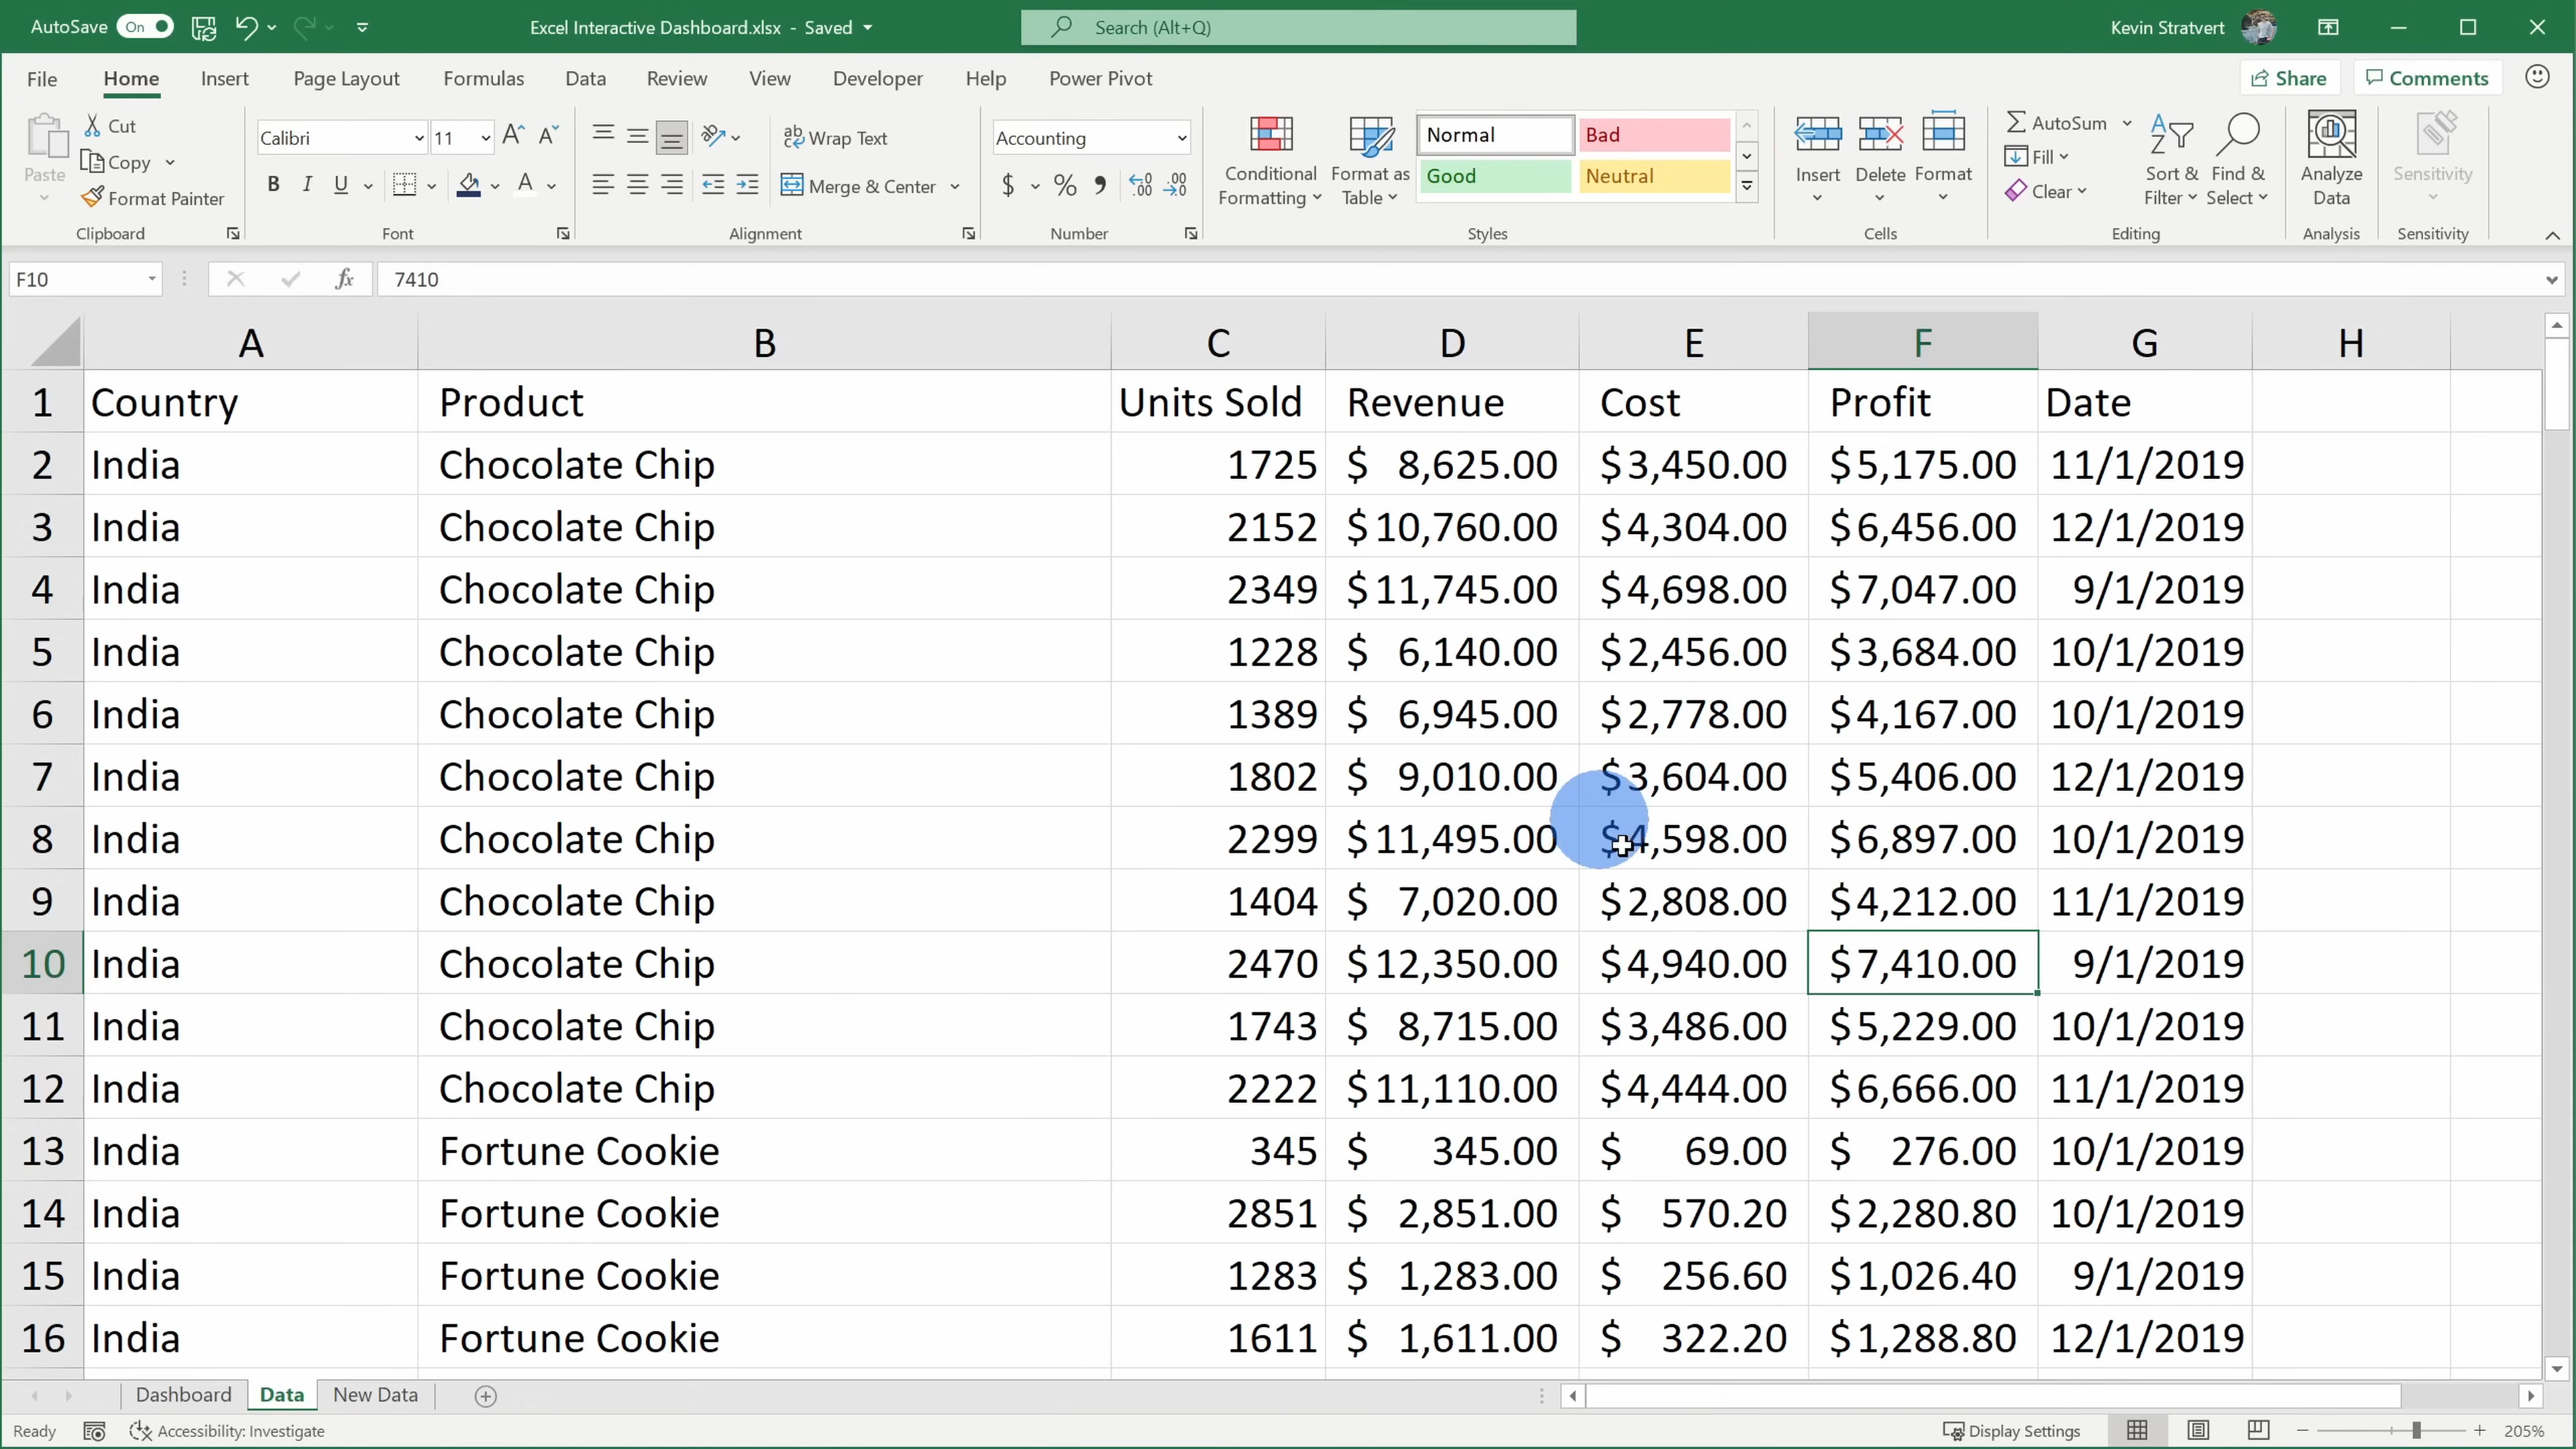 AutoSave On Excel Interactive Dashboard.xlsx - Saved Search (Alt+Q) Kevin Stratvert
File Home Insert Page Layout Formulas Data Review View Developer Help Power Pivot Share Comments
Paste Cut Copy Format Painter Clipboard
Calibri 11 B I U A Font
Wrap Text Merge & Center Alignment
Accounting $ % Number
Conditional Formatting Format as Table Normal Bad Good Neutral Styles
Insert Delete Format Cells
AutoSum Fill Clear Sort & Filter Find & Select Editing
Analyze Data Analysis
Sensitivity Sensitivity
F10 fx 7410
A B C D E F G H
1 Country Product Units Sold Revenue Cost Profit Date
2 India Chocolate Chip 1725 $ 8,625.00 $3,450.00 $5,175.00 11/1/2019
3 India Chocolate Chip 2152 $10,760.00 $4,304.00 $6,456.00 12/1/2019
4 India Chocolate Chip 2349 $11,745.00 $4,698.00 $7,047.00 9/1/2019
5 India Chocolate Chip 1228 $ 6,140.00 $2,456.00 $3,684.00 10/1/2019
6 India Chocolate Chip 1389 $ 6,945.00 $2,778.00 $4,167.00 10/1/2019
7 India Chocolate Chip 1802 $ 9,010.00 $3,604.00 $5,406.00 12/1/2019
8 India Chocolate Chip 2299 $11,495.00 $4,598.00 $6,897.00 10/1/2019
9 India Chocolate Chip 1404 $ 7,020.00 $2,808.00 $4,212.00 11/1/2019
10 India Chocolate Chip 2470 $12,350.00 $4,940.00 $7,410.00 9/1/2019
11 India Chocolate Chip 1743 $ 8,715.00 $3,486.00 $5,229.00 10/1/2019
12 India Chocolate Chip 2222 $11,110.00 $4,444.00 $6,666.00 11/1/2019
13 India Fortune Cookie 345 $ 345.00 $ 69.00 $ 276.00 10/1/2019
14 India Fortune Cookie 2851 $ 2,851.00 $ 570.20 $2,280.80 10/1/2019
15 India Fortune Cookie 1283 $ 1,283.00 $ 256.60 $1,026.40 9/1/2019
16 India Fortune Cookie 1611 $ 1,611.00 $ 322.20 $1,288.80 12/1/2019
Dashboard Data New Data
Ready Accessibility: Investigate Display Settings 205%